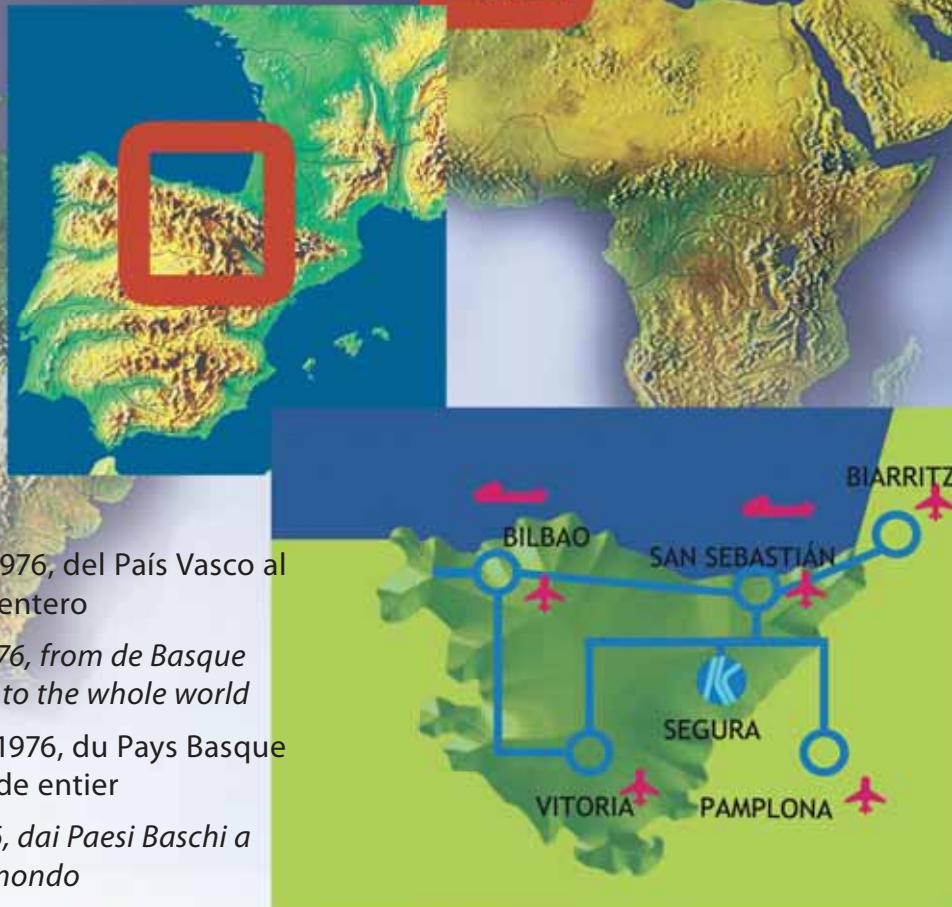 976, del País Vasco al
entero
76, from de Basque
to the whole world
1976, du Pays Basque
de entier
, dai Paesi Baschi a
mondo
BIARRITZ
BILBAO
SAN SEBASTIÁN
SEGURA
VITORIA
PAMPLONA